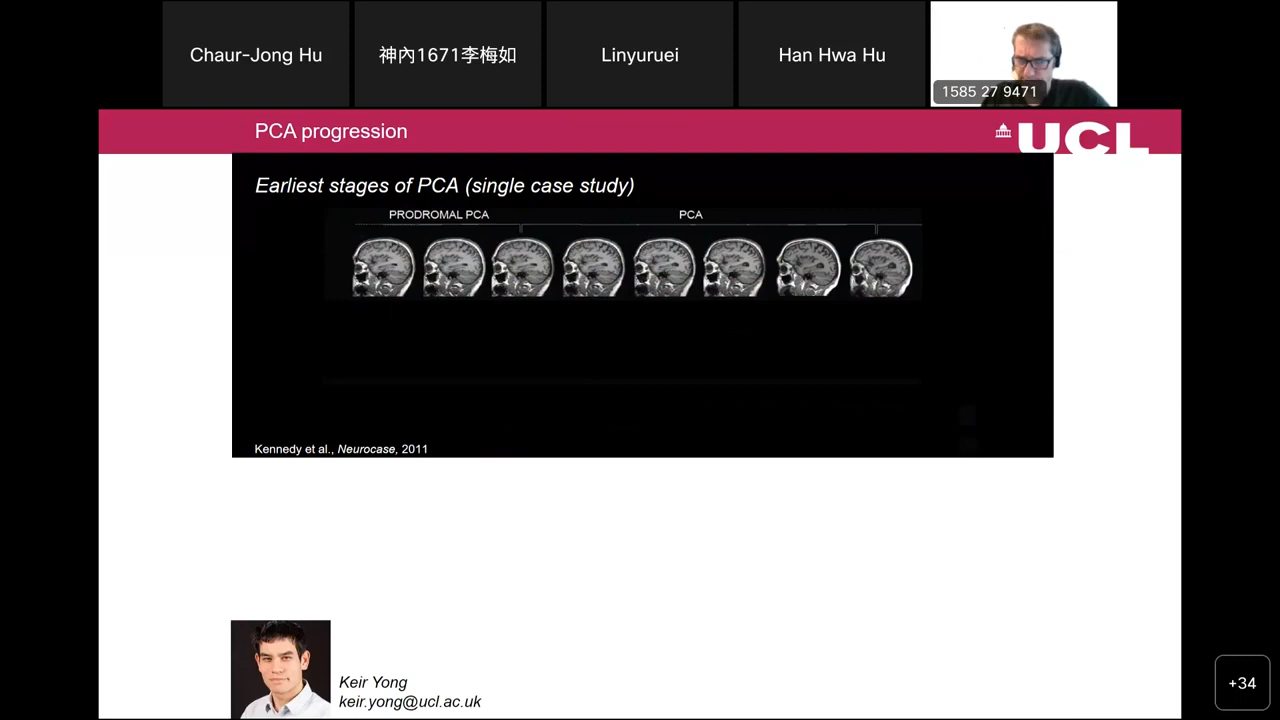 Chaur-Jong Hu
神內1671李梅如
Linyuruei
Han Hwa Hu
1585 27 9471
PCA progression
UCL
Earliest stages of PCA (single case study)
PRODROMAL PCA
PCA
Kennedy et al., Neurocase, 2011
Keir Yong
keir.yong@ucl.ac.uk
+34